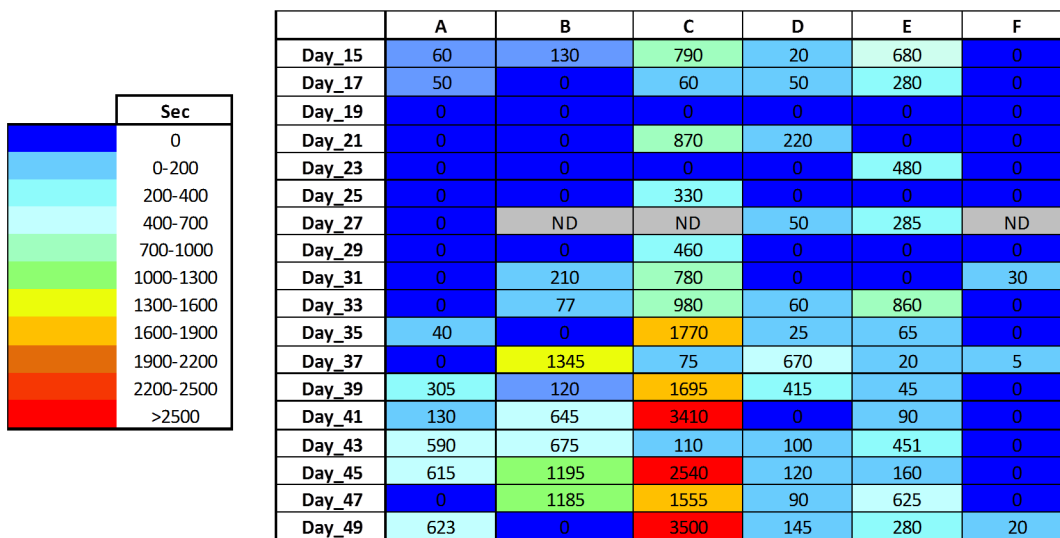 A B C D E F
Day_15 60 130 790 20 680 0
Day_17 50 0 60 50 280 0
Day_19 0 0 0 0 0 0
Day_21 0 0 870 220 0 0
Day_23 0 0 0 0 480 0
Day_25 0 0 330 0 0 0
Day_27 0 ND ND 50 285 ND
Day_29 0 0 460 0 0 0
Day_31 0 210 780 0 0 30
Day_33 0 77 980 60 860 0
Day_35 40 0 1770 25 65 0
Day_37 0 1345 75 670 20 5
Day_39 305 120 1695 415 45 0
Day_41 130 645 3410 0 90 0
Day_43 590 675 110 100 451 0
Day_45 615 1195 2540 120 160 0
Day_47 0 1185 1555 90 625 0
Day_49 623 0 3500 145 280 20
Sec
0
0-200
200-400
400-700
700-1000
1000-1300
1300-1600
1600-1900
1900-2200
2200-2500
>2500